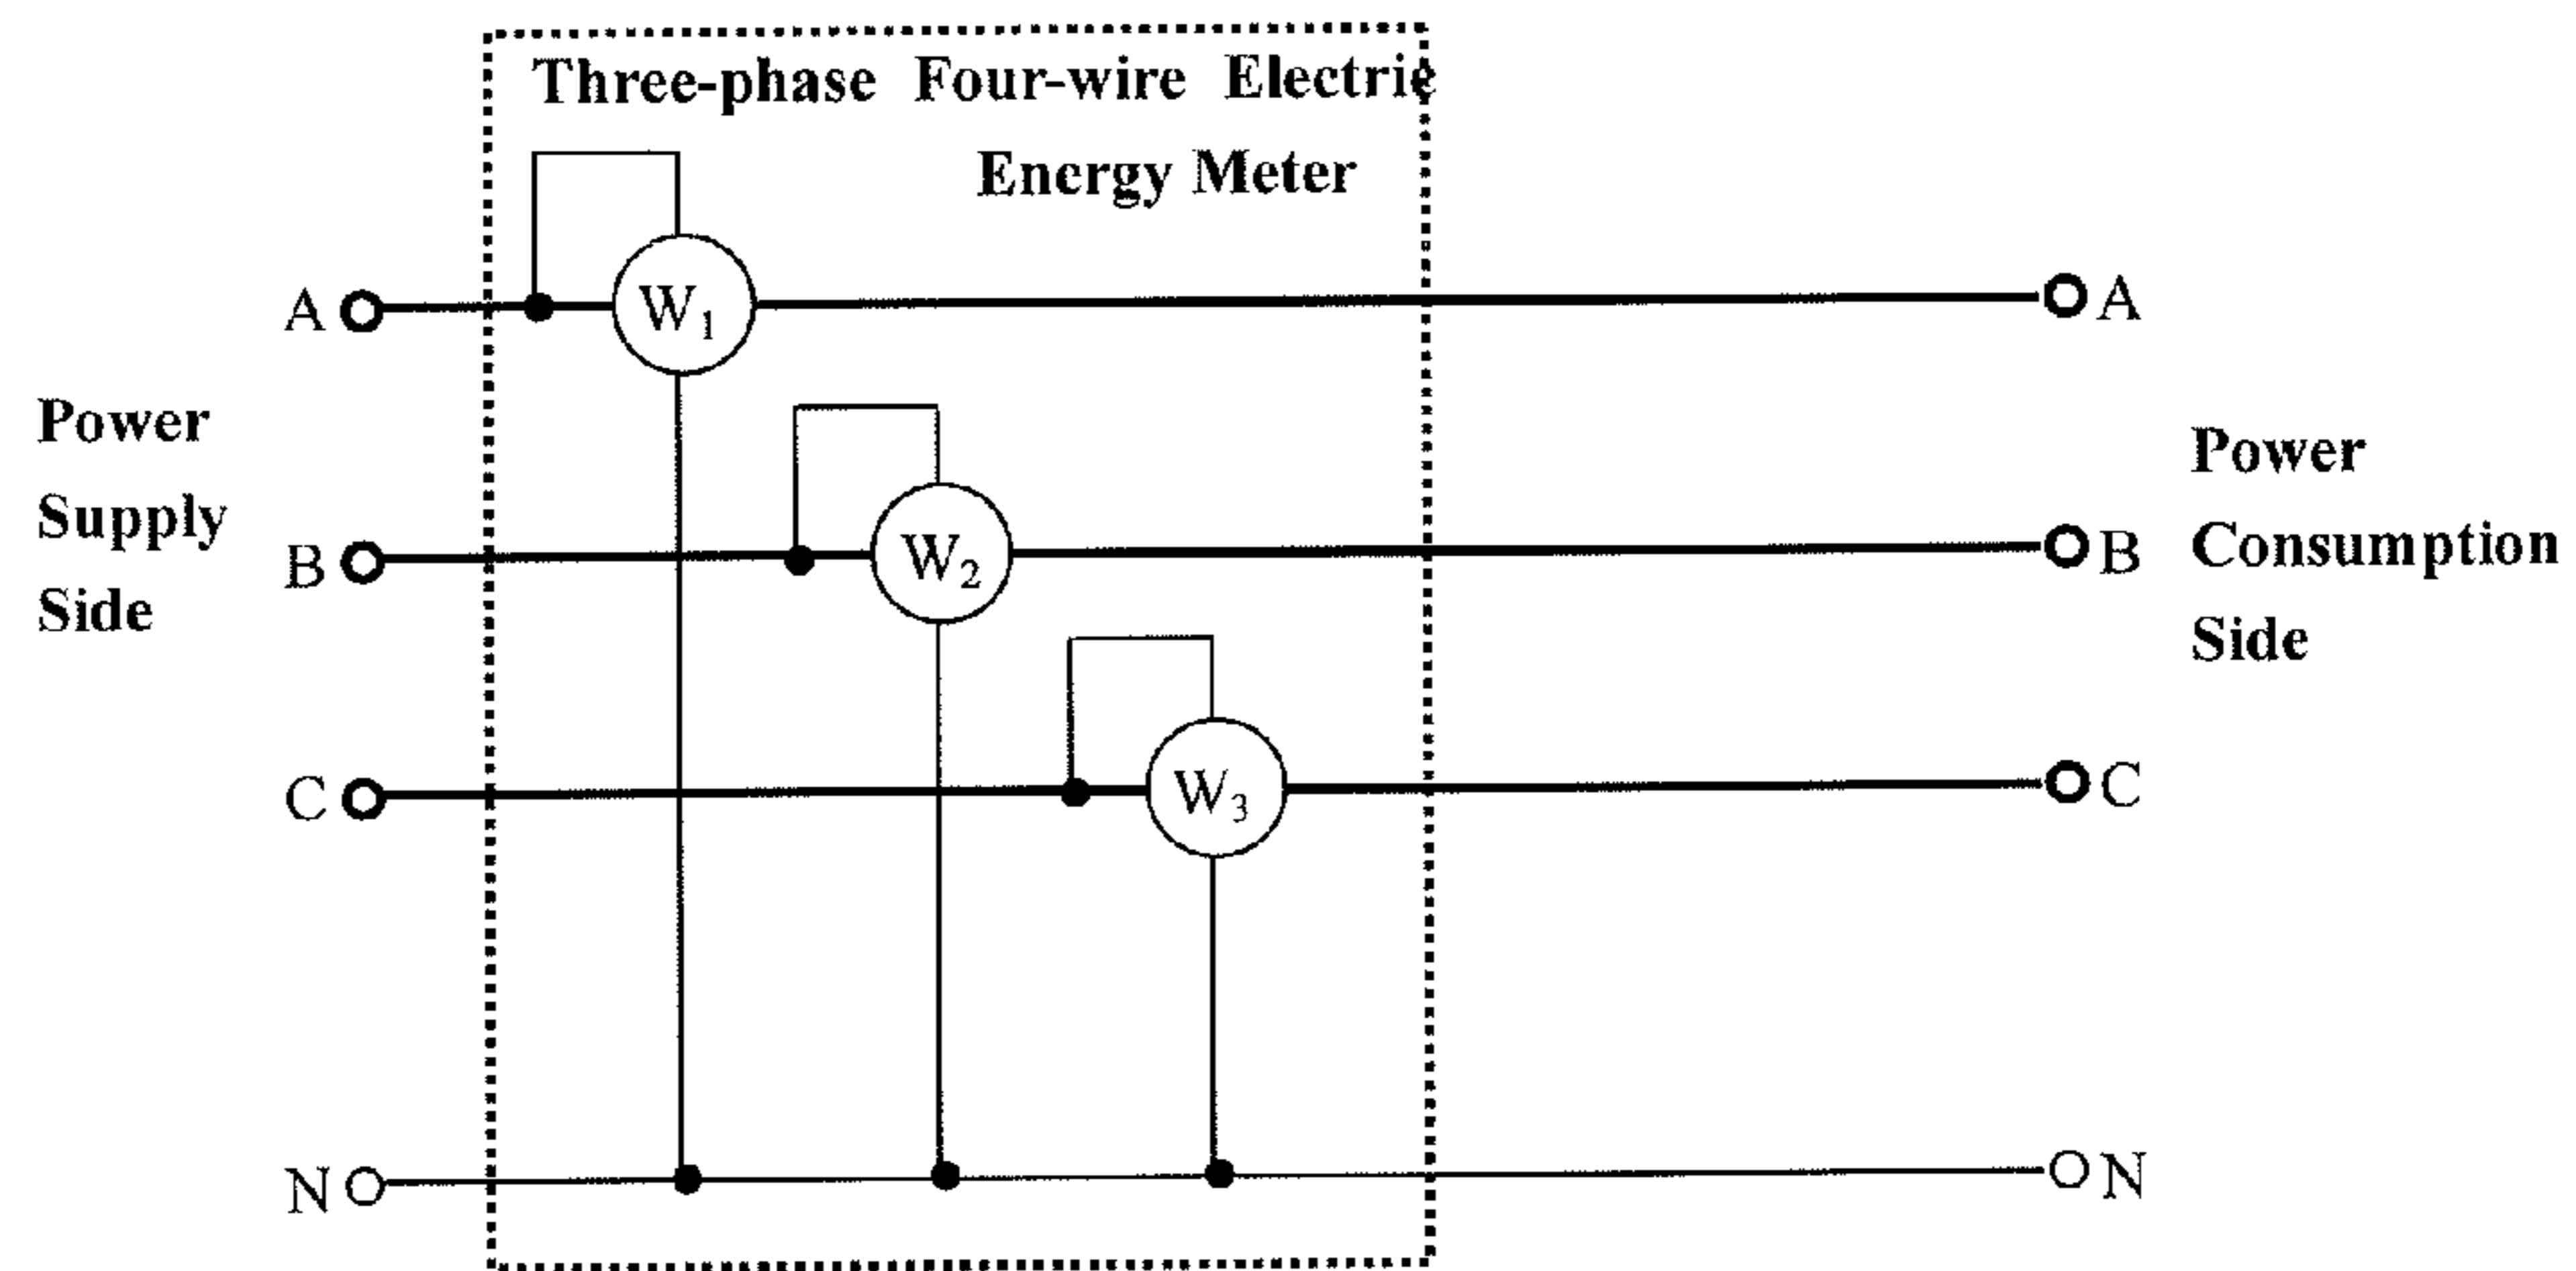 Three-phase Four-wire Electric
Energy Meter
A
W1
A
Power
Supply
Side
B
W2
B
Power
Consumption
Side
C
W3
C
N
N